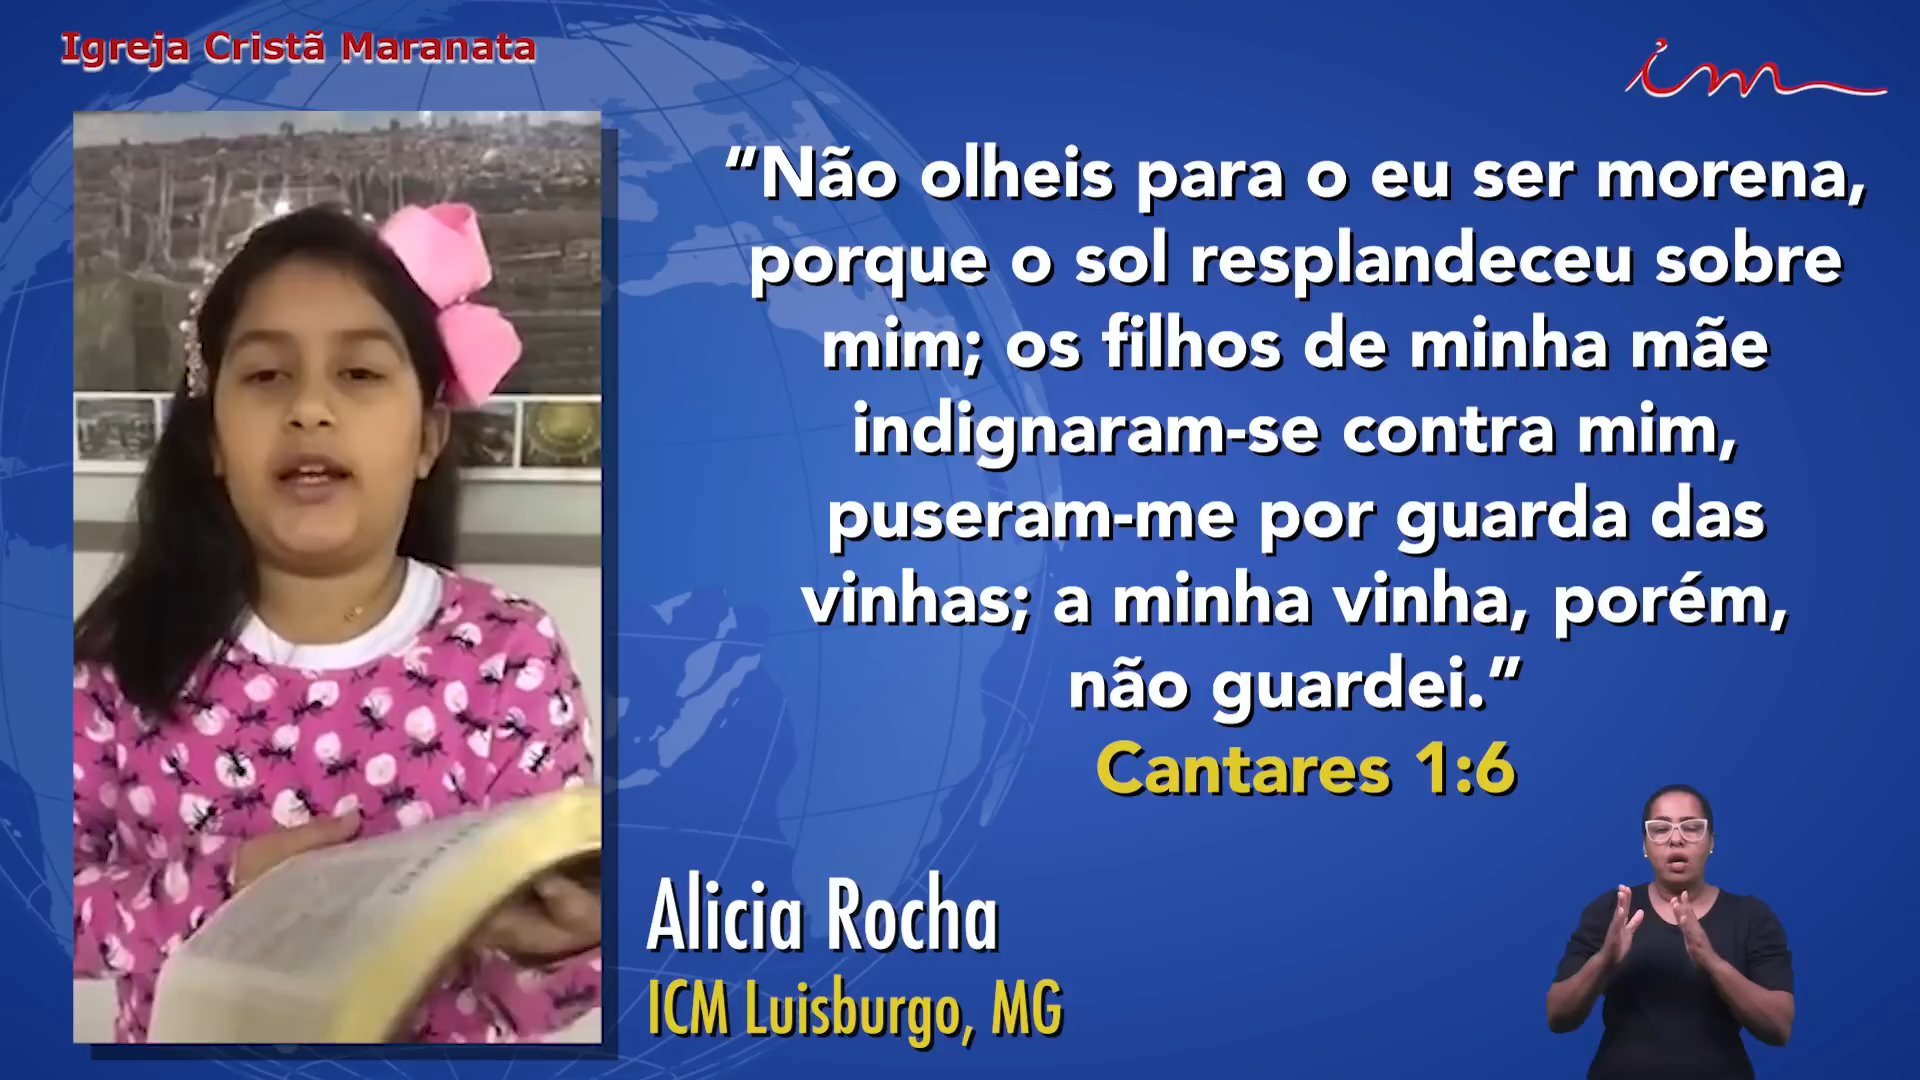 Igreja Cristã Maranata
im
“Não olheis para o eu ser morena,
porque o sol resplandeceu sobre
mim; os filhos de minha mãe
indignaram-se contra mim,
puseram-me por guarda das
vinhas; a minha vinha, porém,
não guardei.”
Cantares 1:6
Alicia Rocha
ICM Luisburgo, MG